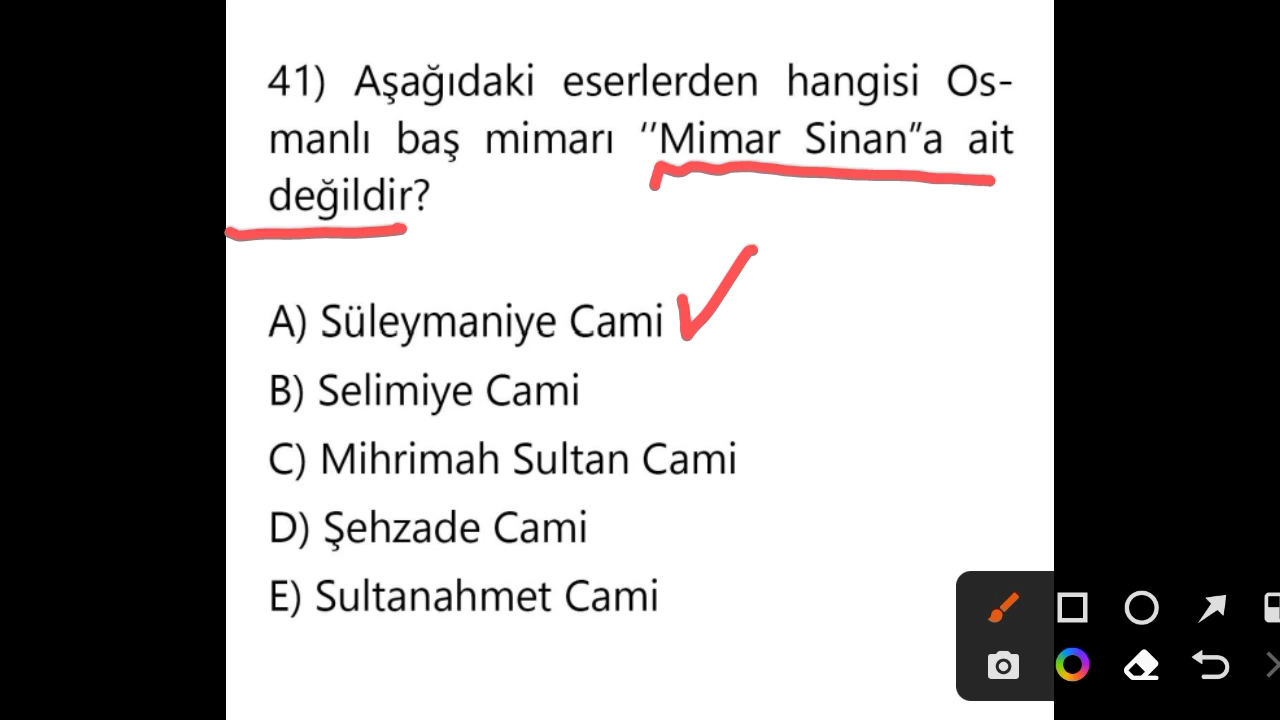 41) Aşağıdaki eserlerden hangisi Os-
manlı baş mimarı ‘‘Mimar Sinan”a ait
değildir?
A) Süleymaniye Cami
B) Selimiye Cami
C) Mihrimah Sultan Cami
D) Şehzade Cami
E) Sultanahmet Cami